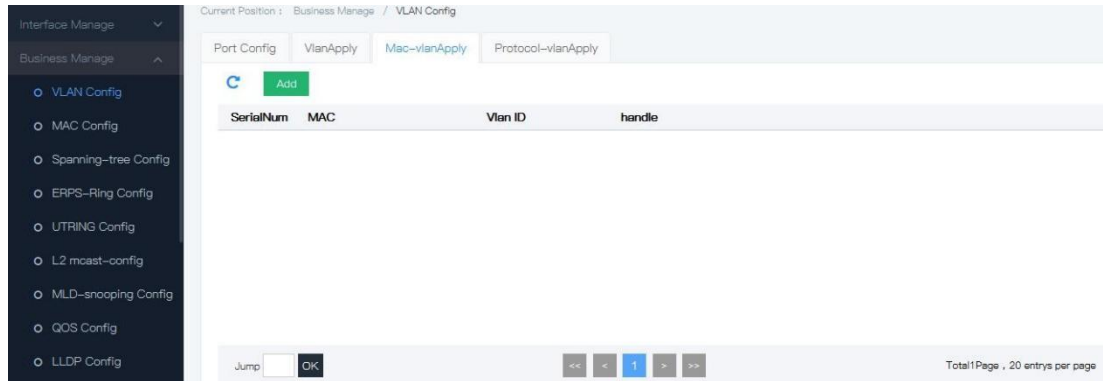 Current Position : Business Manage / VLAN Config
Interface Manage
Business Manage
VLAN Config
MAC Config
Spanning-tree Config
ERPS-Ring Config
UTRING Config
L2 mcast-config
MLD-snooping Config
QOS Config
LLDP Config
Port Config VlanApply Mac-vlanApply Protocol-vlanApply
Add
SerialNum MAC Vlan ID handle
Jump OK << < 1 > >> Total1Page , 20 entrys per page